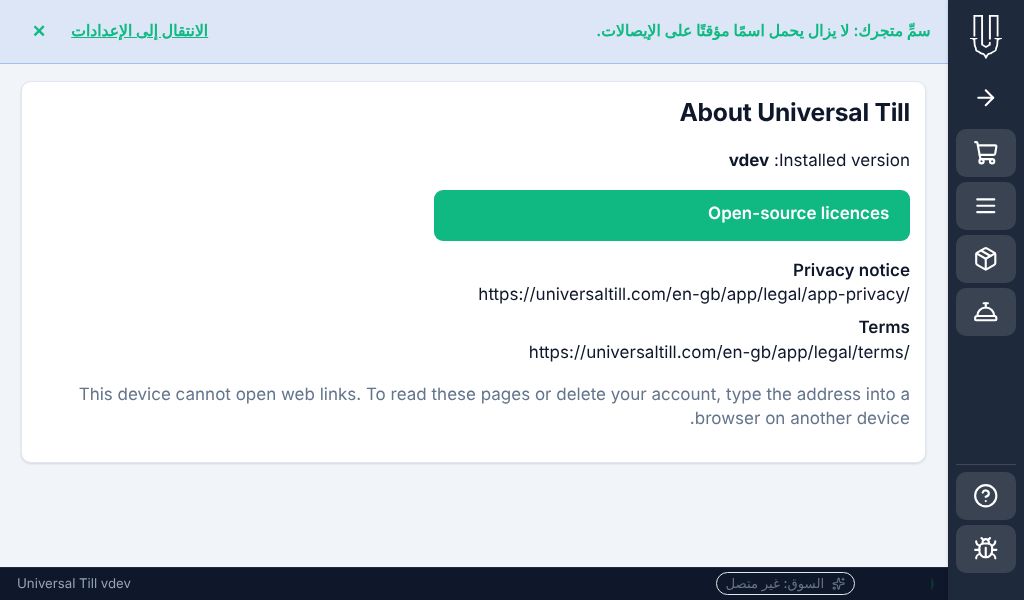 سمِّ متجرك: لا يزال يحمل اسمًا مؤقتًا على الإيصالات. الانتقال إلى الإعدادات ×
About Universal Till
Installed version: vdev
Open-source licences
Privacy notice
https://universaltill.com/en-gb/app/legal/app-privacy/
Terms
https://universaltill.com/en-gb/app/legal/terms/
This device cannot open web links. To read these pages or delete your account, type the address into a
browser on another device.
السوق: غير متصل Universal Till vdev